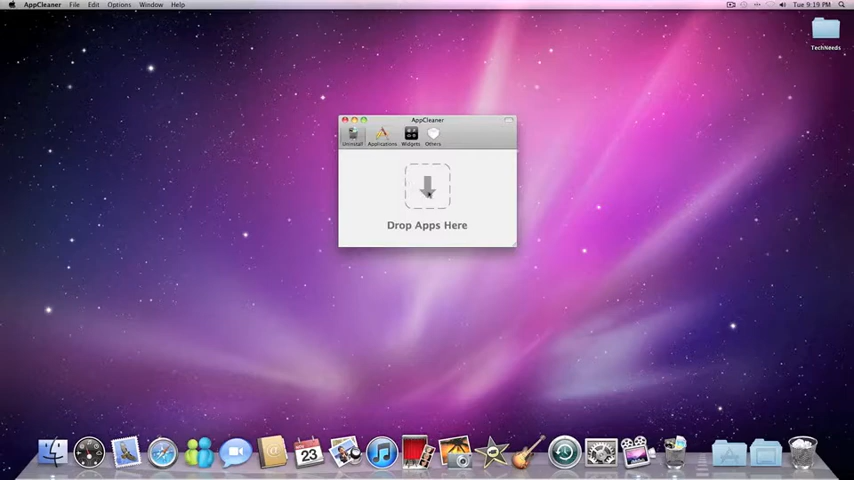 AppCleaner File Edit Options Window Help
Tue 9:19 PM
TechNeeds
AppCleaner
Uninstall Applications Widgets Others
Drop Apps Here
23